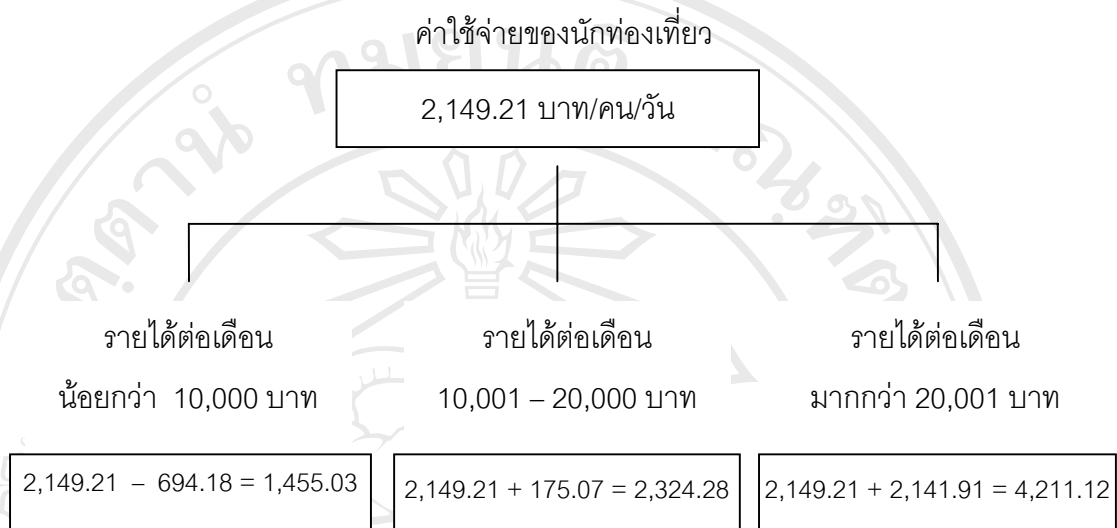 ค่าใช้จ่ายของนักท่องเที่ยว
2,149.21 บาท/คน/วัน
รายได้ต่อเดือน
น้อยกว่า 10,000 บาท
2,149.21 – 694.18 = 1,455.03
รายได้ต่อเดือน
10,001 – 20,000 บาท
2,149.21 + 175.07 = 2,324.28
รายได้ต่อเดือน
มากกว่า 20,001 บาท
2,149.21 + 2,141.91 = 4,211.12